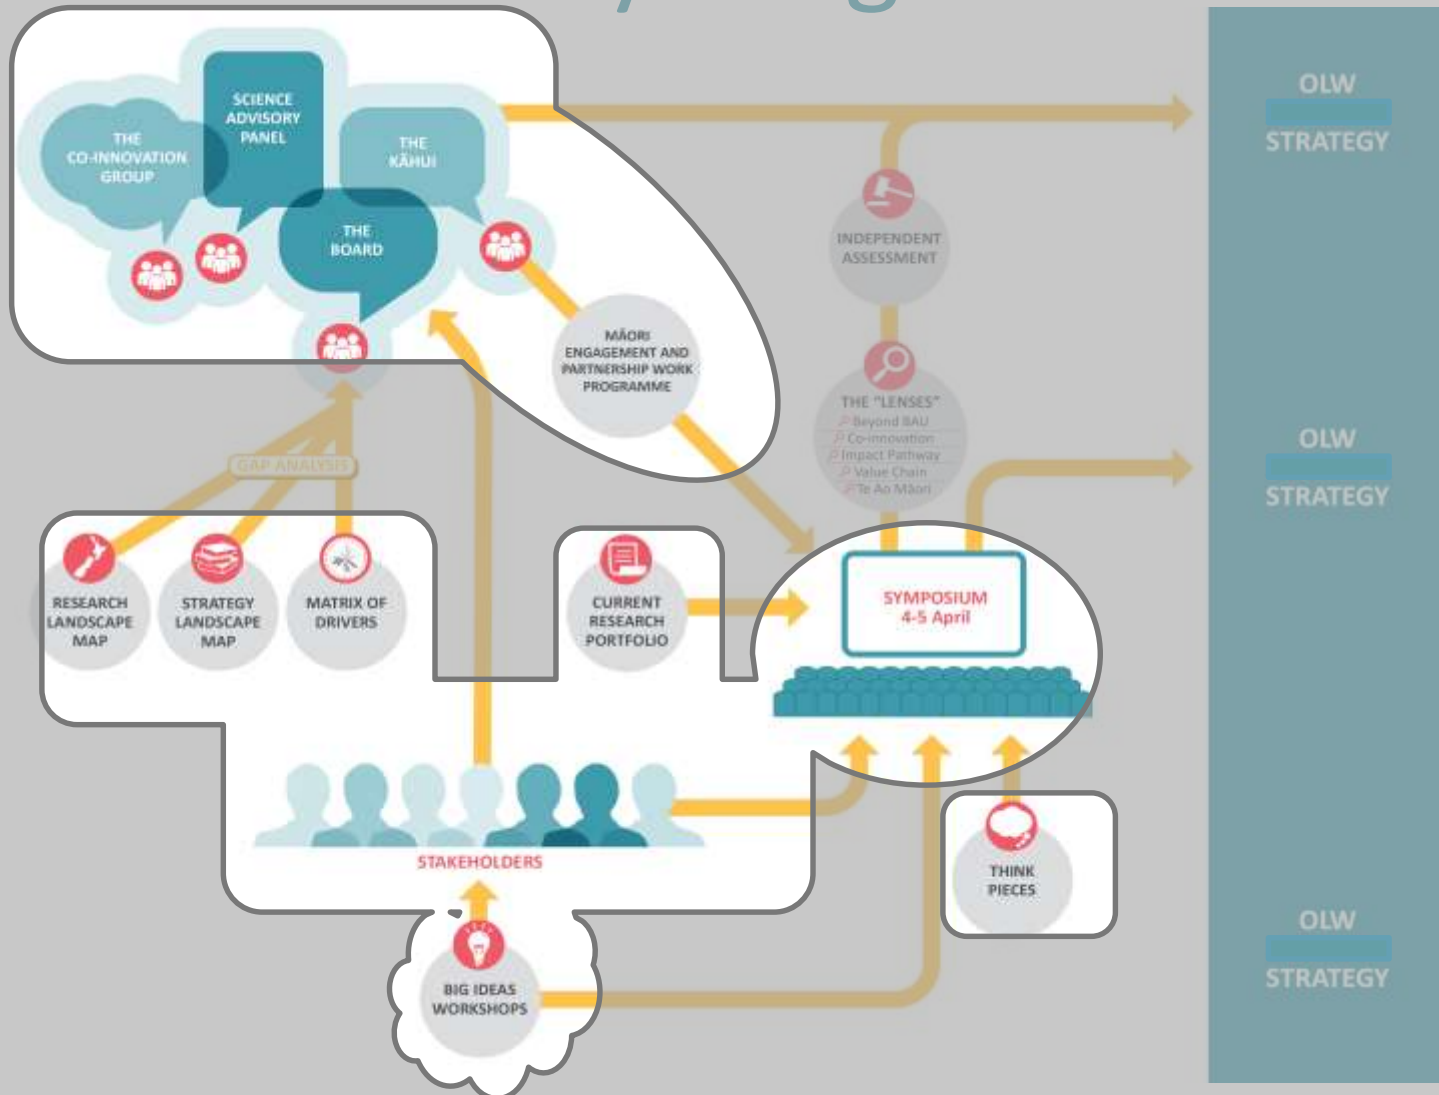 THE
CO-INNOVATION
GROUP
SCIENCE
ADVISORY
PANEL
THE
KĀHUI
THE
BOARD
MĀORI
ENGAGEMENT AND
PARTNERSHIP WORK
PROGRAMME
INDEPENDENT
ASSESSMENT
THE "LENSES"
Beyond BAU
Co-innovation
Impact Pathway
Value Chain
Te Ao Māori
OLW
STRATEGY
OLW
STRATEGY
OLW
STRATEGY
GAP ANALYSIS
RESEARCH
LANDSCAPE
MAP
STRATEGY
LANDSCAPE
MAP
MATRIX OF
DRIVERS
CURRENT
RESEARCH
PORTFOLIO
SYMPOSIUM
4-5 April
STAKEHOLDERS
THINK
PIECES
BIG IDEAS
WORKSHOPS